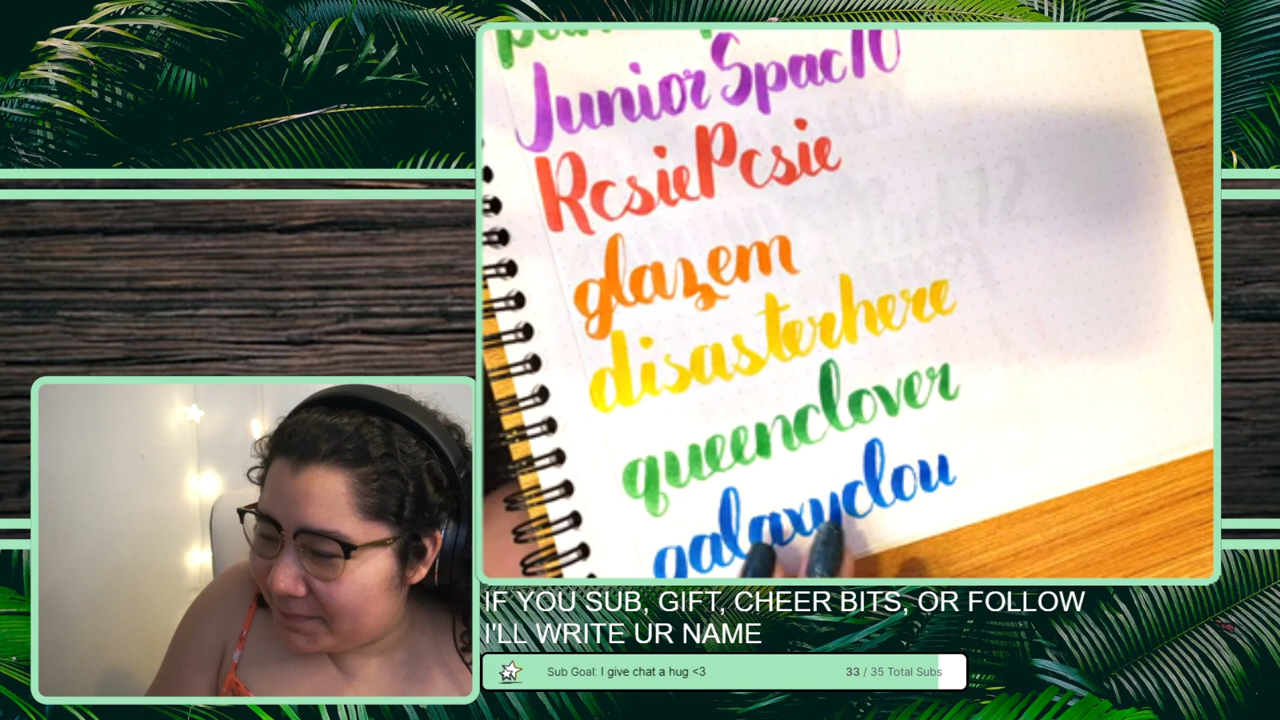 JuniorSpac10
RosiePosie
glazem
disasterhere
queenclover
galaxyclou
IF YOU SUB, GIFT, CHEER BITS, OR FOLLOW
I'LL WRITE UR NAME
Sub Goal: I give chat a hug <3 33 / 35 Total Subs